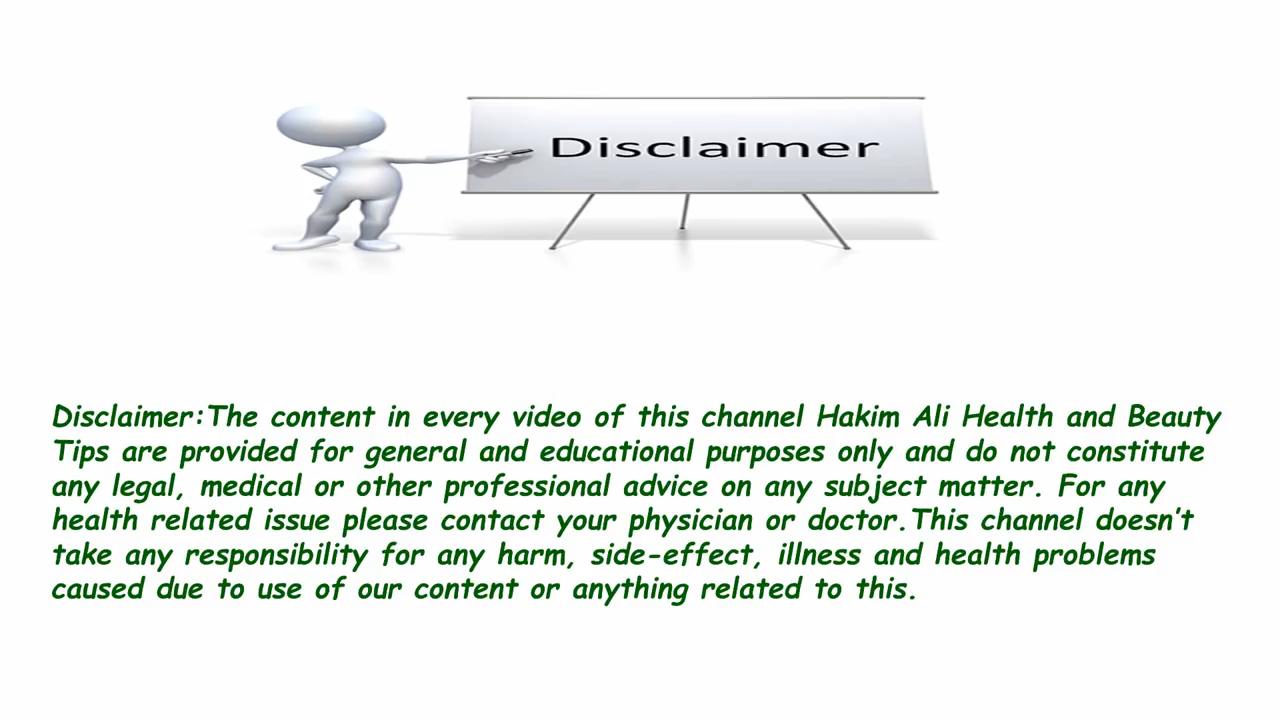 Disclaimer
Disclaimer:The content in every video of this channel Hakim Ali Health and Beauty
Tips are provided for general and educational purposes only and do not constitute
any legal, medical or other professional advice on any subject matter. For any
health related issue please contact your physician or doctor.This channel doesn’t
take any responsibility for any harm, side-effect, illness and health problems
caused due to use of our content or anything related to this.